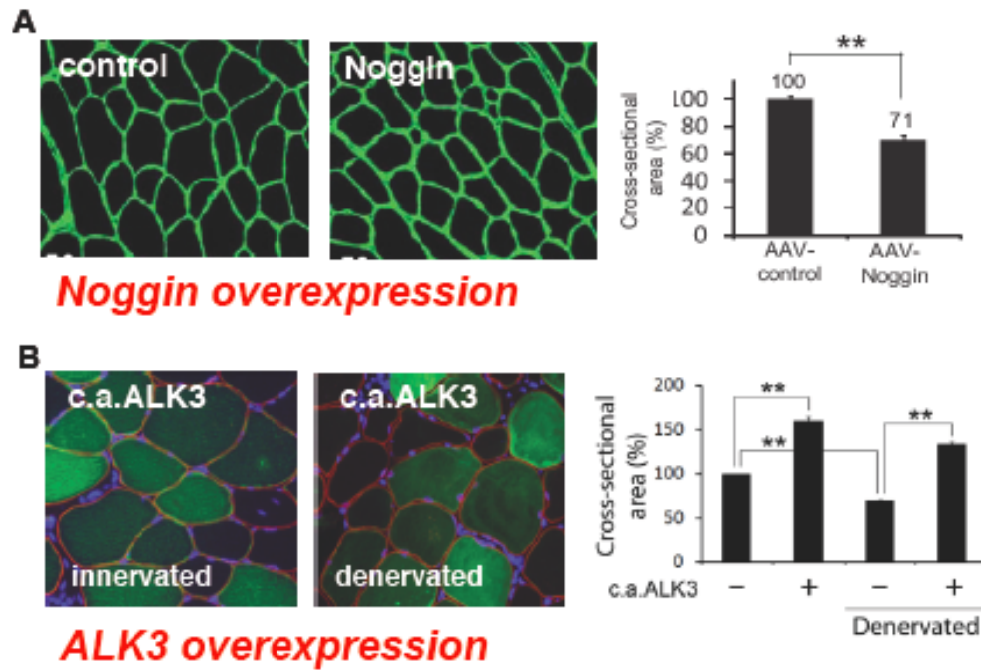 A
control
Noggin
**
100
71
Cross-sectional
area (%)
100
80
60
40
20
0
AAV-
control
AAV-
Noggin
Noggin overexpression
B
c.a.ALK3
innervated
c.a.ALK3
denervated
**
**
**
Cross-sectional
area (%)
200
150
100
50
0
c.a.ALK3 − + − +
Denervated
ALK3 overexpression